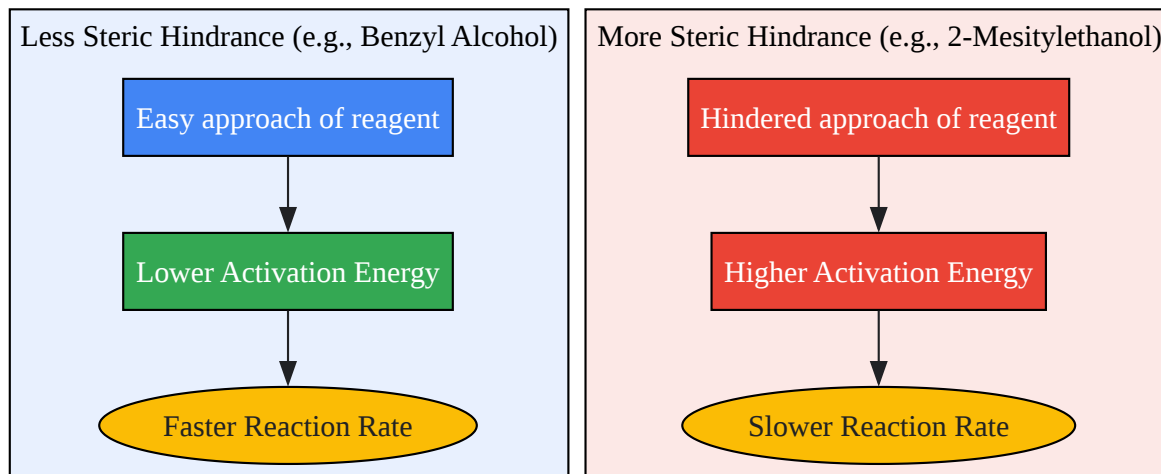 Less Steric Hindrance (e.g., Benzyl Alcohol)
Easy approach of reagent
Lower Activation Energy
Faster Reaction Rate
More Steric Hindrance (e.g., 2-Mesitylethanol)
Hindered approach of reagent
Higher Activation Energy
Slower Reaction Rate